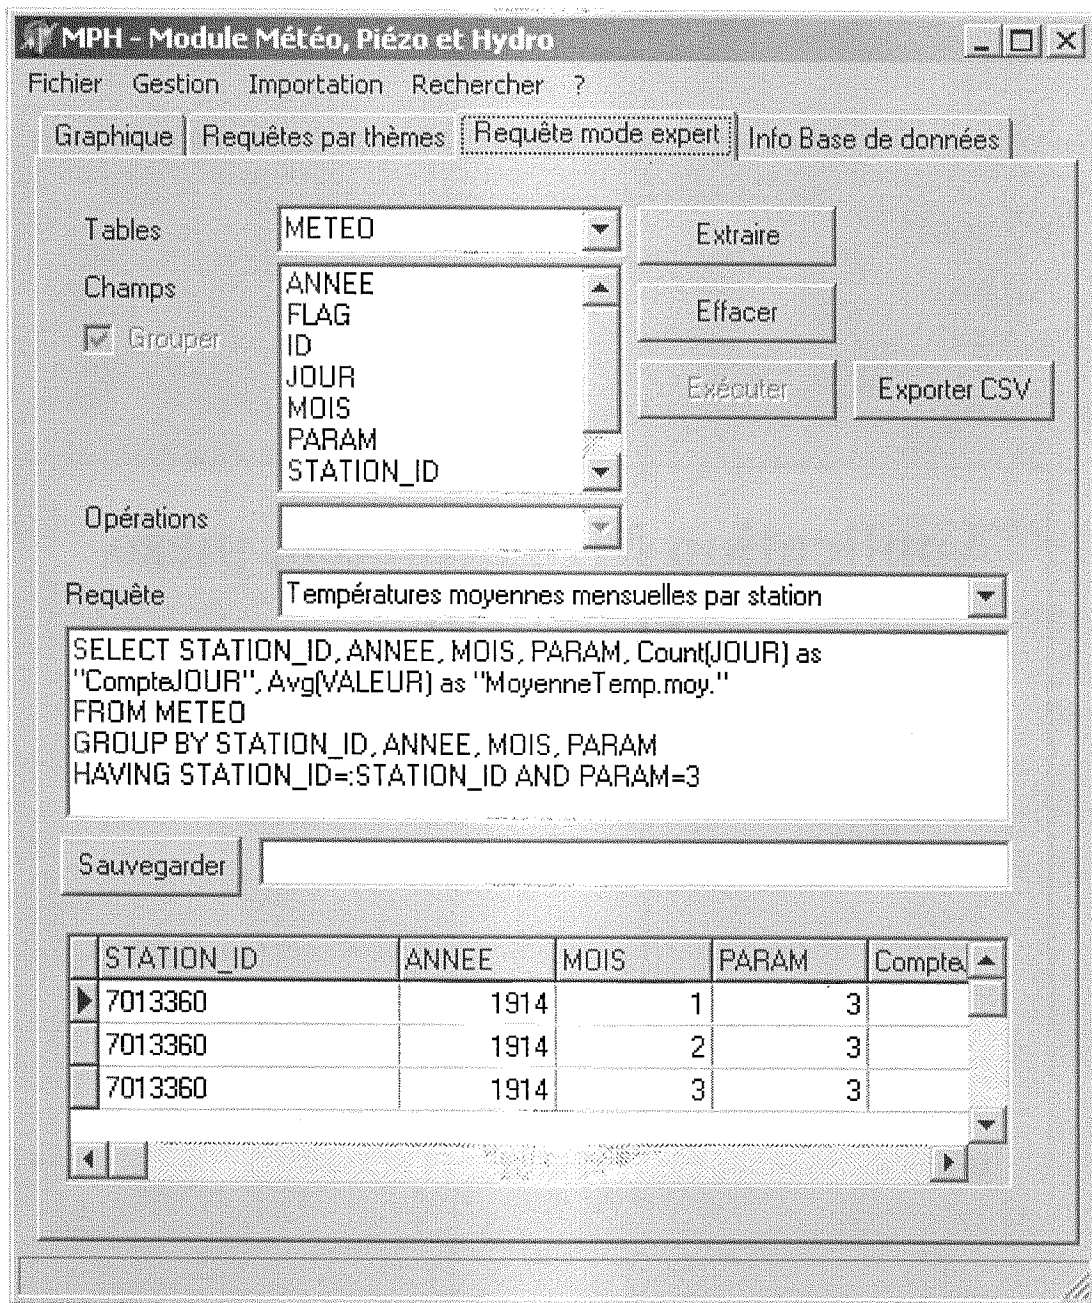 MPH - Module Météo, Piézo et Hydro
Fichier Gestion Importation Rechercher ?
Graphique Requêtes par thèmes Requête mode expert Info Base de données
Tables METEO Extraire
Champs ANNEE
FLAG Effacer
Grouper ID
JOUR Exécuter Exporter CSV
MOIS
PARAM
STATION_ID
Opérations
Requête Températures moyennes mensuelles par station
SELECT STATION_ID, ANNEE, MOIS, PARAM, Count(JOUR) as
"CompteJOUR", Avg(VALEUR) as "MoyenneTemp.moy."
FROM METEO
GROUP BY STATION_ID, ANNEE, MOIS, PARAM
HAVING STATION_ID=:STATION_ID AND PARAM=3
Sauvegarder
STATION_ID ANNEE MOIS PARAM Compte
7013360 1914 1 3
7013360 1914 2 3
7013360 1914 3 3